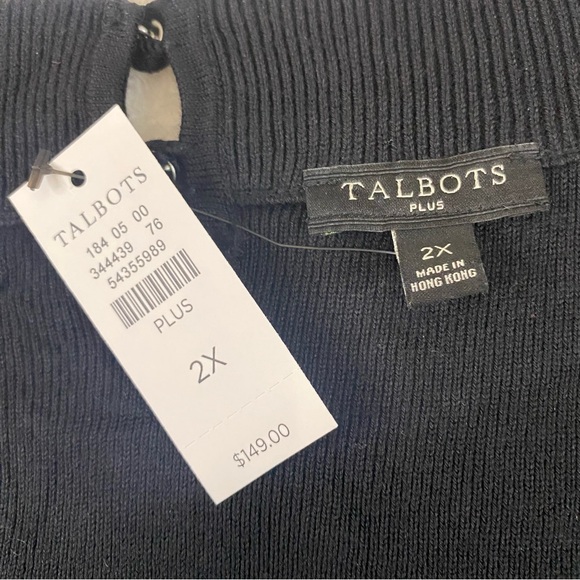 TALBOTS
184 05 00
344439 76
54355989
PLUS
2X
$149.00
TALBOTS
PLUS
2X
MADE IN
HONG KONG